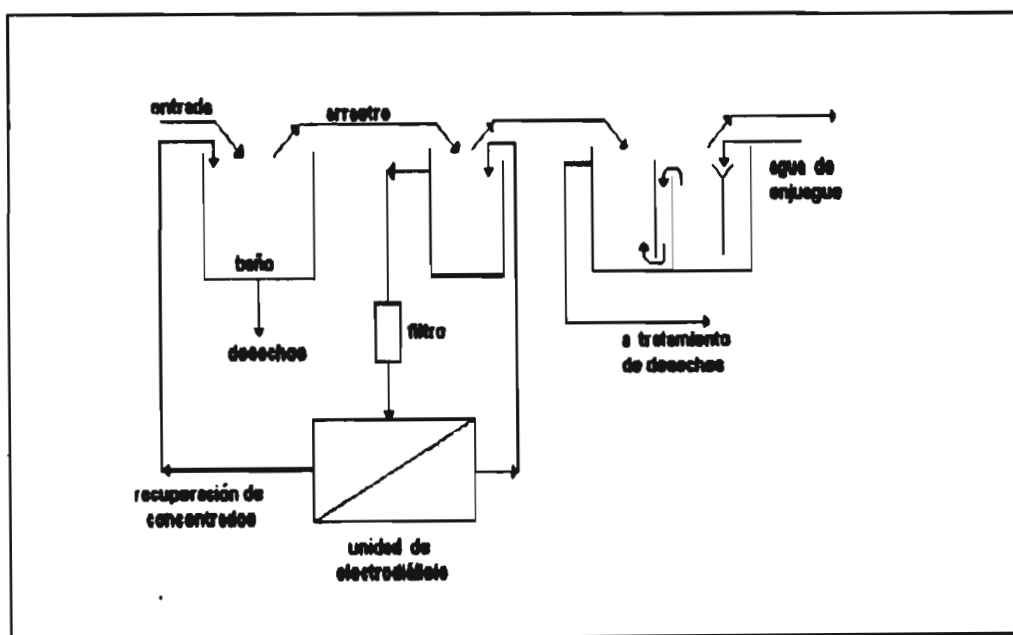 entrada
arrastre
agua de
enjuague
baño
desechos
filtro
a tratamiento
de desechos
recuperación de
concentrados
unidad de
electrodiálisis